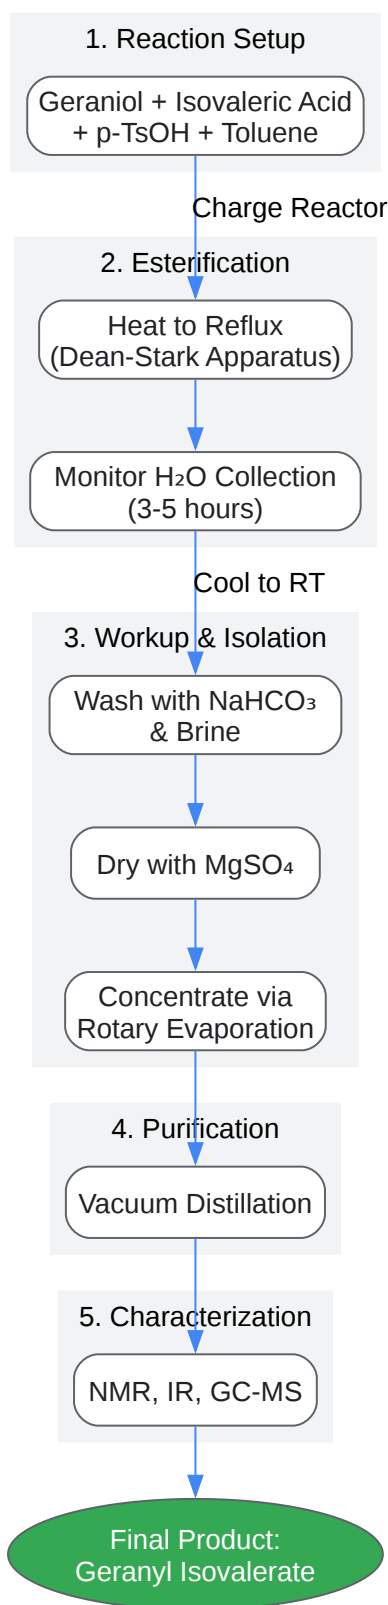 1. Reaction Setup
Geraniol + Isovaleric Acid
+ p-TsOH + Toluene
Charge Reactor
2. Esterification
Heat to Reflux
(Dean-Stark Apparatus)
Monitor H₂O Collection
(3-5 hours)
Cool to RT
3. Workup & Isolation
Wash with NaHCO₃
& Brine
Dry with MgSO₄
Concentrate via
Rotary Evaporation
4. Purification
Vacuum Distillation
5. Characterization
NMR, IR, GC-MS
Final Product:
Geranyl Isovalerate